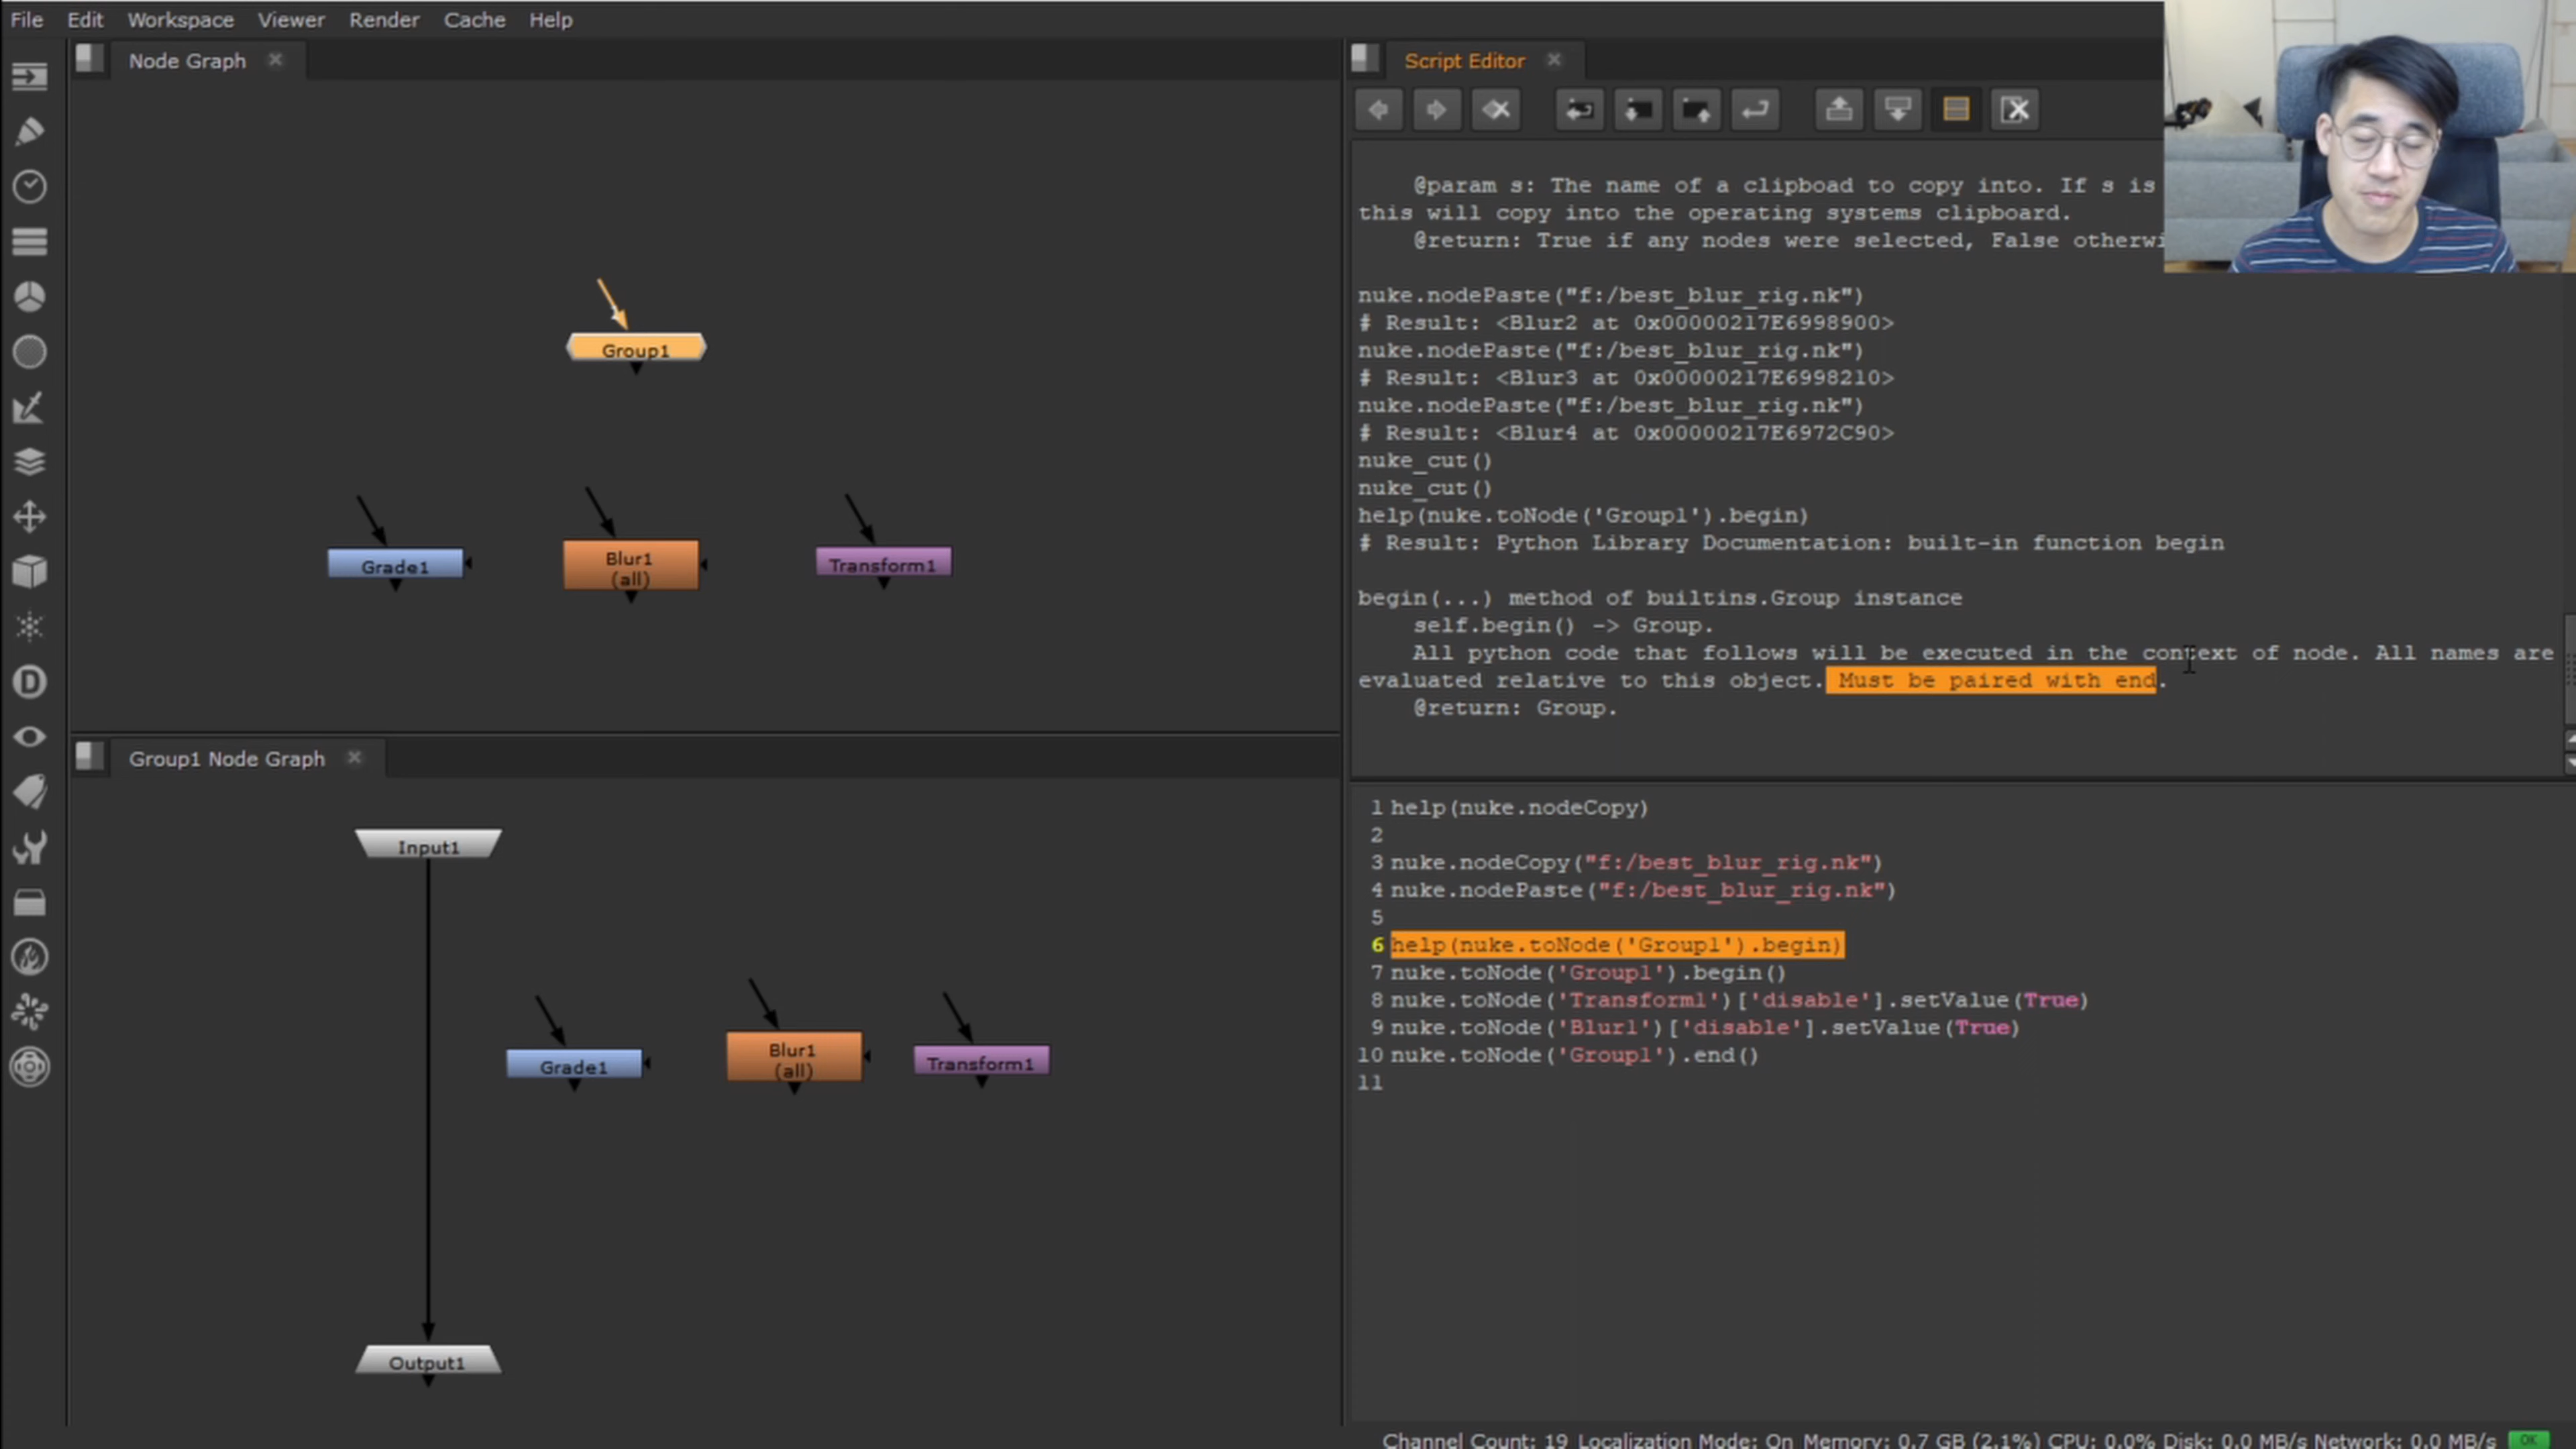 File Edit Workspace Viewer Render Cache Help
Node Graph
Group1
Grade1
Blur1
(all)
Transform1
Group1 Node Graph
Input1
Grade1
Blur1
(all)
Transform1
Output1
Script Editor
@param s: The name of a clipboad to copy into. If s is
this will copy into the operating systems clipboard.
@return: True if any nodes were selected, False otherwi
nuke.nodePaste("f:/best_blur_rig.nk")
# Result: <Blur2 at 0x00000217E6998900>
nuke.nodePaste("f:/best_blur_rig.nk")
# Result: <Blur3 at 0x00000217E6998210>
nuke.nodePaste("f:/best_blur_rig.nk")
# Result: <Blur4 at 0x00000217E6972C90>
nuke_cut()
nuke_cut()
help(nuke.toNode('Group1').begin)
# Result: Python Library Documentation: built-in function begin
begin(...) method of builtins.Group instance
self.begin() -> Group.
All python code that follows will be executed in the context of node. All names are
evaluated relative to this object. Must be paired with end.
@return: Group.
1 help(nuke.nodeCopy)
2
3 nuke.nodeCopy("f:/best_blur_rig.nk")
4 nuke.nodePaste("f:/best_blur_rig.nk")
5
6 help(nuke.toNode('Group1').begin)
7 nuke.toNode('Group1').begin()
8 nuke.toNode('Transform1')['disable'].setValue(True)
9 nuke.toNode('Blur1')['disable'].setValue(True)
10 nuke.toNode('Group1').end()
11
Channel Count: 19 Localization Mode: On Memory: 0.7 GB (2.1%) CPU: 0.0% Disk: 0.0 MB/s Network: 0.0 MB/s OK